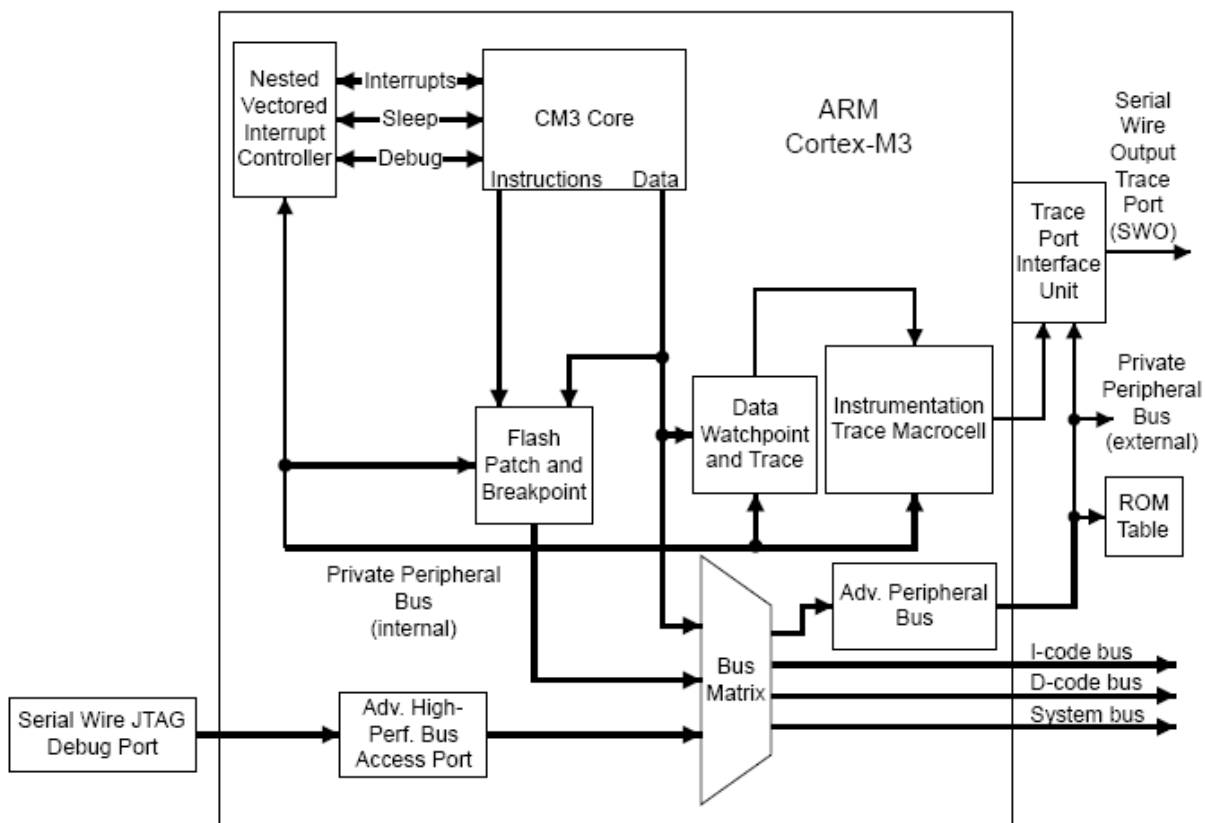 Nested
Vectored
Interrupt
Controller
Interrupts
Sleep
Debug
CM3 Core
Instructions Data
ARM
Cortex-M3
Serial
Wire
Output
Trace
Port
(SWO)
Trace
Port
Interface
Unit
Flash
Patch and
Breakpoint
Data
Watchpoint
and Trace
Instrumentation
Trace Macrocell
Private
Peripheral
Bus
(external)
ROM
Table
Private Peripheral
Bus
(internal)
Adv. Peripheral
Bus
Bus
Matrix
I-code bus
D-code bus
System bus
Serial Wire JTAG
Debug Port
Adv. High-
Perf. Bus
Access Port